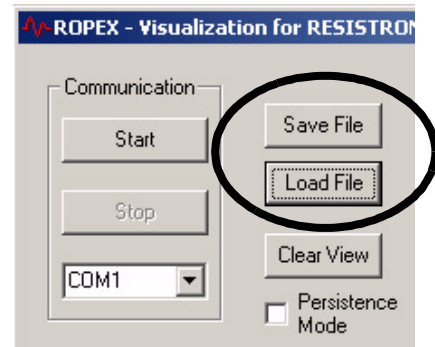 ROPEX - Visualization for RESISTRON
Communication
Start
Stop
COM1
Save File
Load File
Clear View
Persistence
Mode